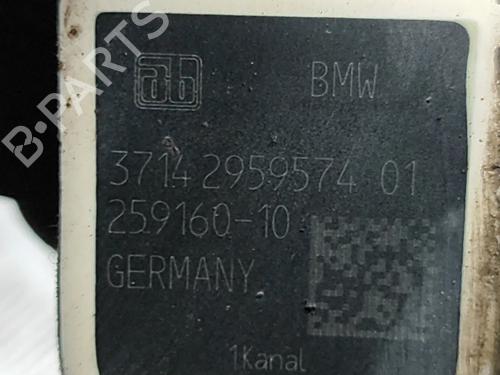 ab BMW
3714 2959574 01
259160-10
GERMANY
1Kanal
B-PARTS